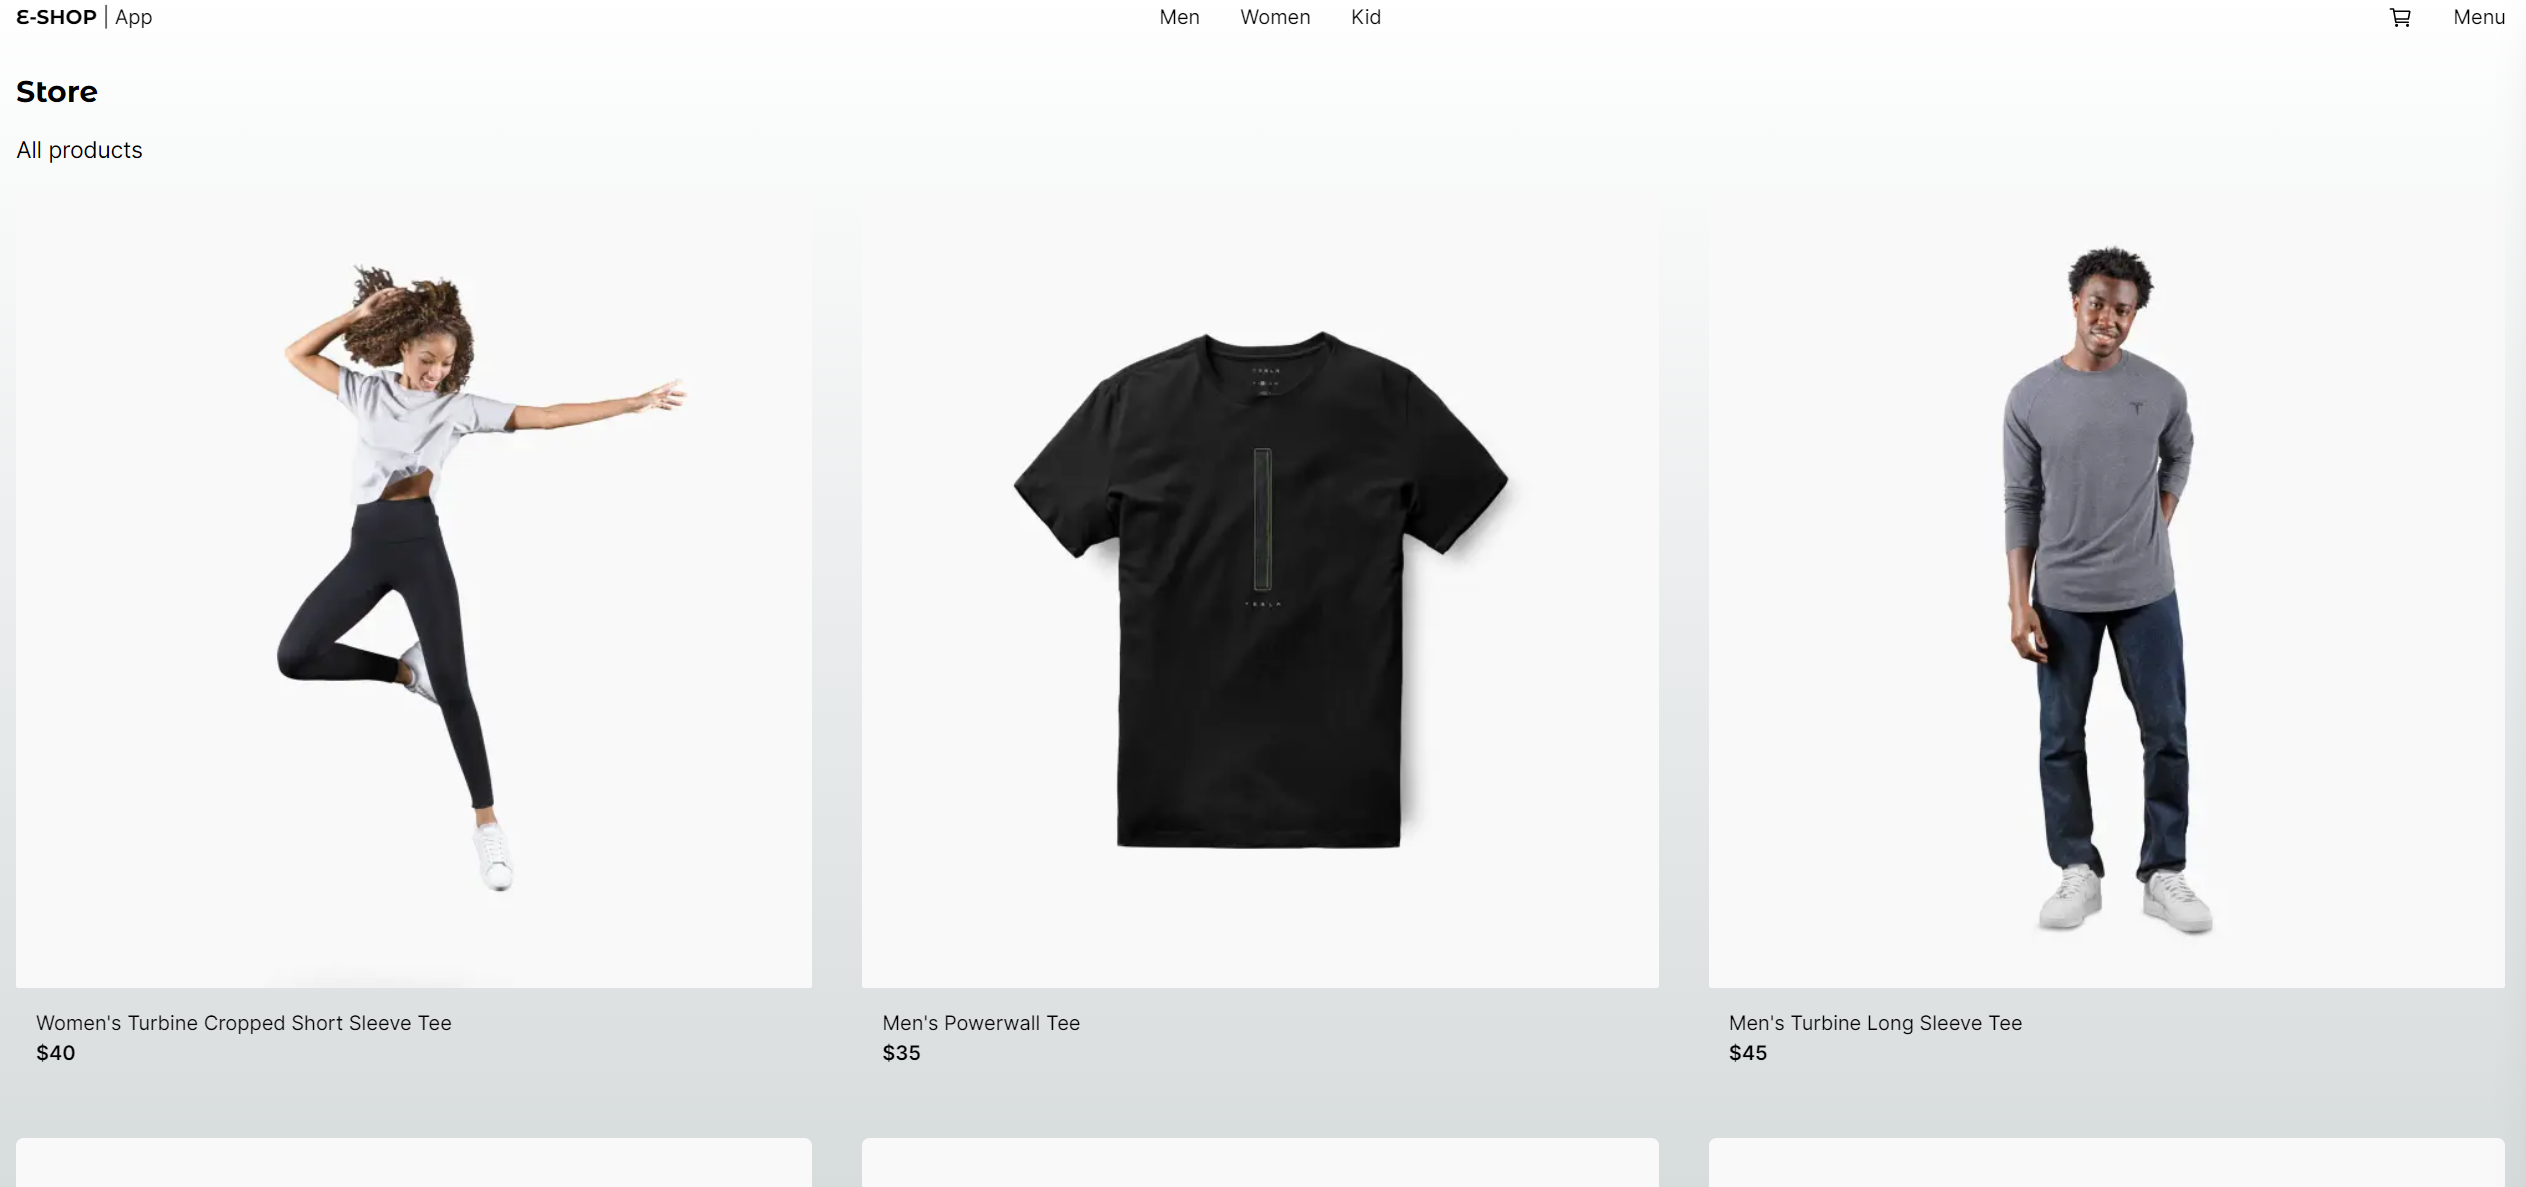 ε-SHOP | App
Men Women Kid
Menu
Store
All products
TESLA
Women's Turbine Cropped Short Sleeve Tee
$40
Men's Powerwall Tee
$35
Men's Turbine Long Sleeve Tee
$45